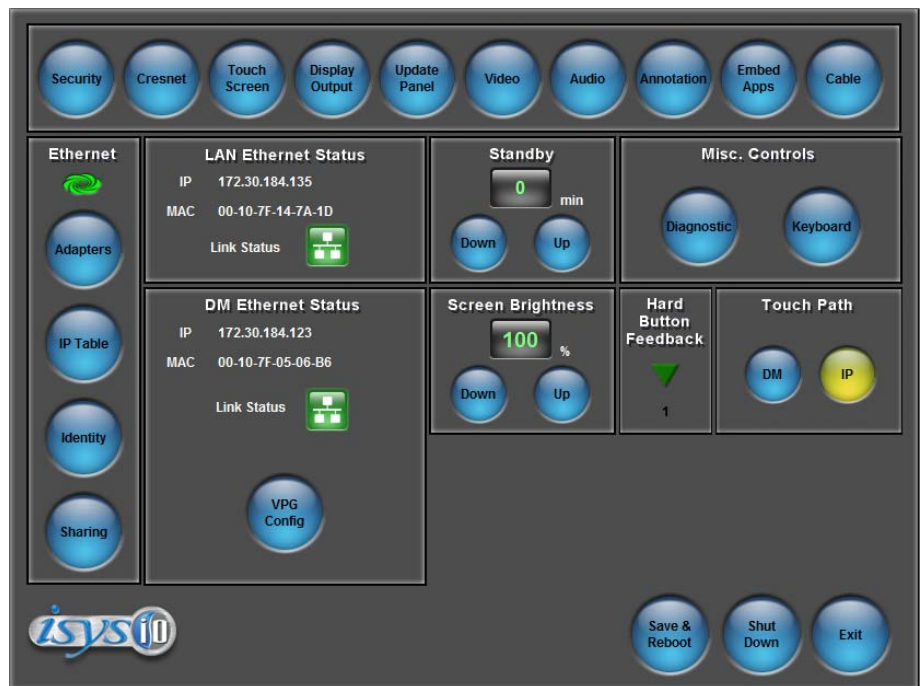 Security
Cresnet
Touch
Screen
Display
Output
Update
Panel
Video
Audio
Annotation
Embed
Apps
Cable
Ethernet
Adapters
IP Table
Identity
Sharing
LAN Ethernet Status
IP 172.30.184.135
MAC 00-10-7F-14-7A-1D
Link Status
Standby
0 min
Down Up
Misc. Controls
Diagnostic Keyboard
DM Ethernet Status
IP 172.30.184.123
MAC 00-10-7F-05-06-B6
Link Status
VPG
Config
Screen Brightness
100 %
Down Up
Hard
Button
Feedback
1
Touch Path
DM IP
isys iO
Save &
Reboot
Shut
Down
Exit